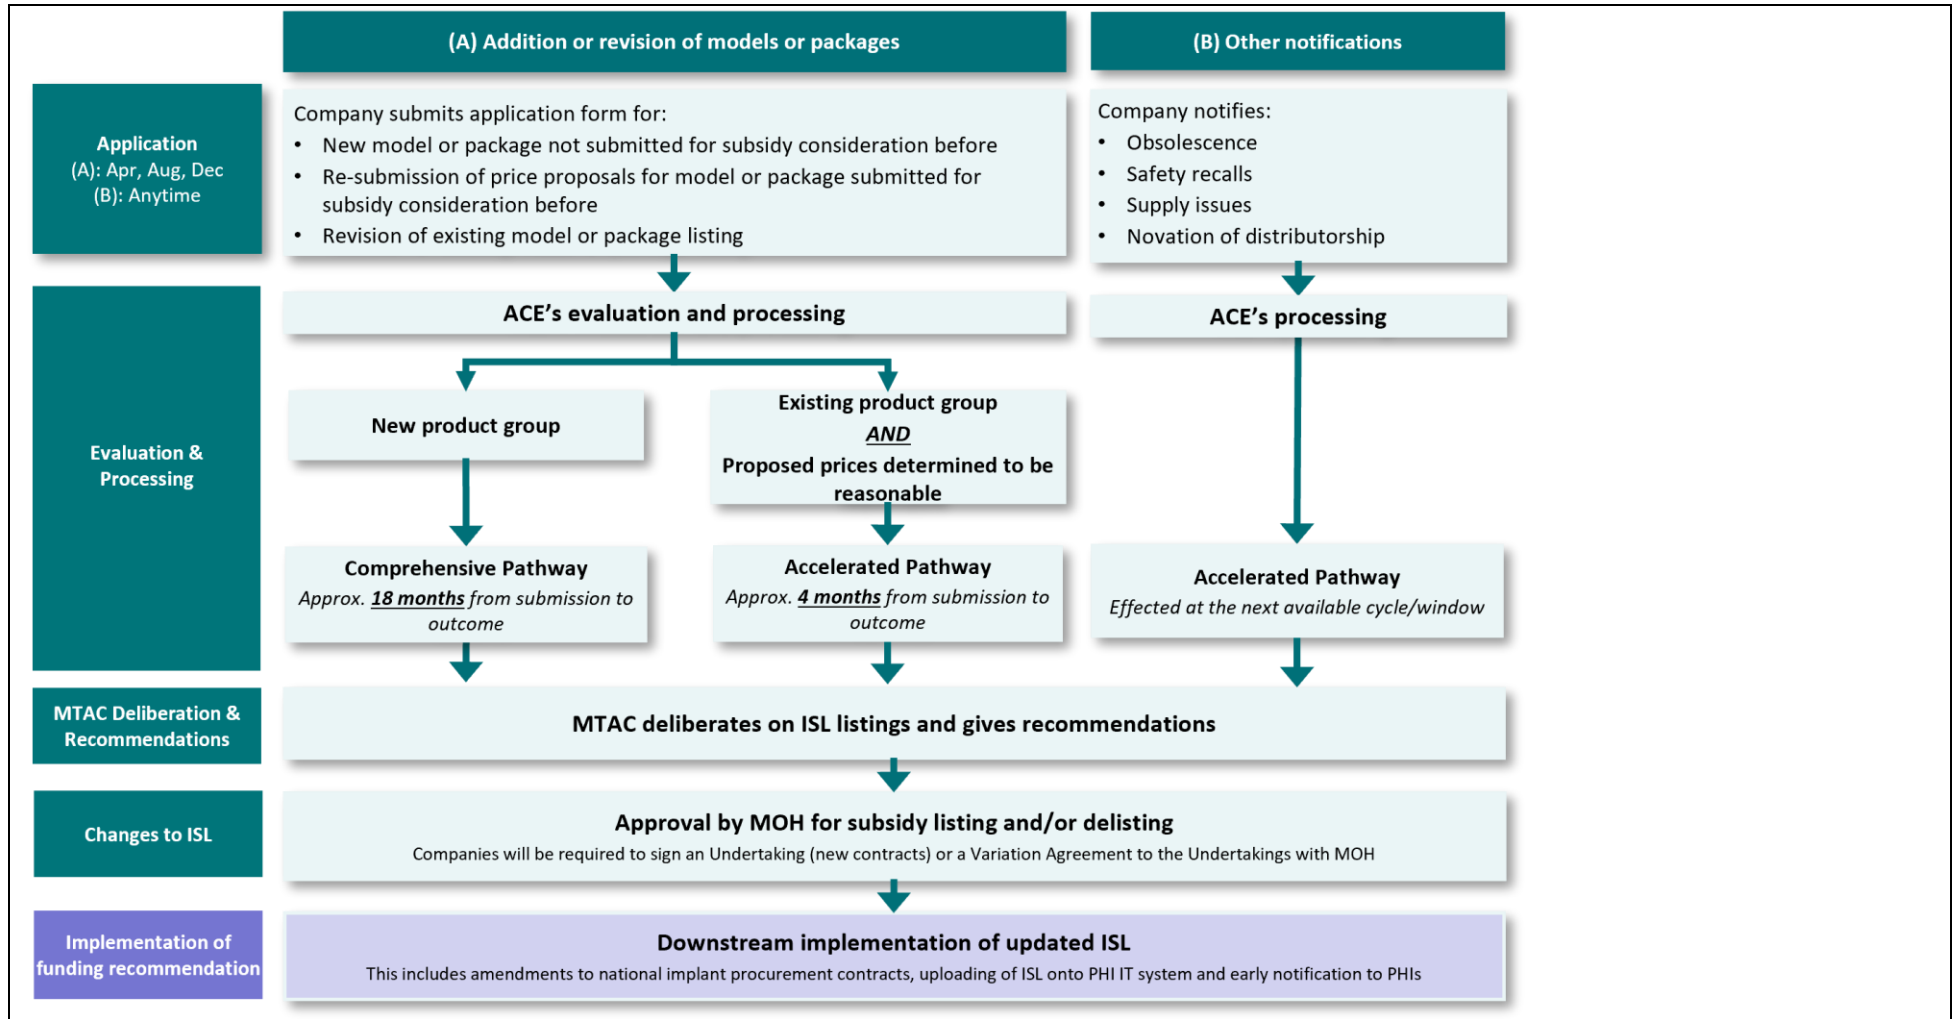 (A) Addition or revision of models or packages
(B) Other notifications
Application
(A): Apr, Aug, Dec
(B): Anytime
Company submits application form for:
• New model or package not submitted for subsidy consideration before
• Re-submission of price proposals for model or package submitted for
subsidy consideration before
• Revision of existing model or package listing
Company notifies:
• Obsolescence
• Safety recalls
• Supply issues
• Novation of distributorship
Evaluation &
Processing
ACE's evaluation and processing
ACE's processing
New product group
Existing product group
AND
Proposed prices determined to be
reasonable
Comprehensive Pathway
Approx. 18 months from submission to
outcome
Accelerated Pathway
Approx. 4 months from submission to
outcome
Accelerated Pathway
Effected at the next available cycle/window
MTAC Deliberation &
Recommendations
MTAC deliberates on ISL listings and gives recommendations
Changes to ISL
Approval by MOH for subsidy listing and/or delisting
Companies will be required to sign an Undertaking (new contracts) or a Variation Agreement to the Undertakings with MOH
Implementation of
funding recommendation
Downstream implementation of updated ISL
This includes amendments to national implant procurement contracts, uploading of ISL onto PHI IT system and early notification to PHIs